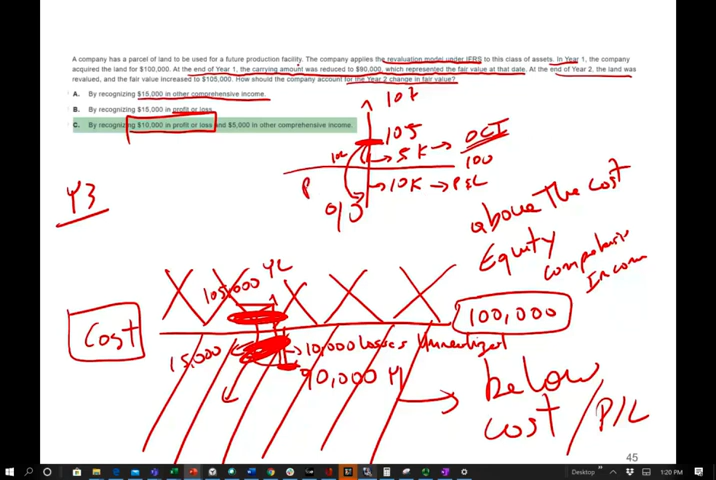 A company has a parcel of land to be used for a future production facility. The company applies the revaluation model under IFRS to this class of assets. In Year 1, the company
acquired the land for $100,000. At the end of Year 1, the carrying amount was reduced to $90,000, which represented the fair value at that date. At the end of Year 2, the land was
revalued, and the fair value increased to $105,000. How should the company account for the Year 2 change in fair value?
A. By recognizing $15,000 in other comprehensive income.
B. By recognizing $15,000 in profit or loss.
C. By recognizing $10,000 in profit or loss and $5,000 in other comprehensive income.
107
105
5K → OCI
100
10K → P&L
P
90
Y3
above The cost
Equity
Comprehensive
Income
Y2
105,000
Cost
100,000
15,000
10,000 Losses Unrealized
90,000 Y1
below
cost / P/L
45
Desktop
1:20 PM